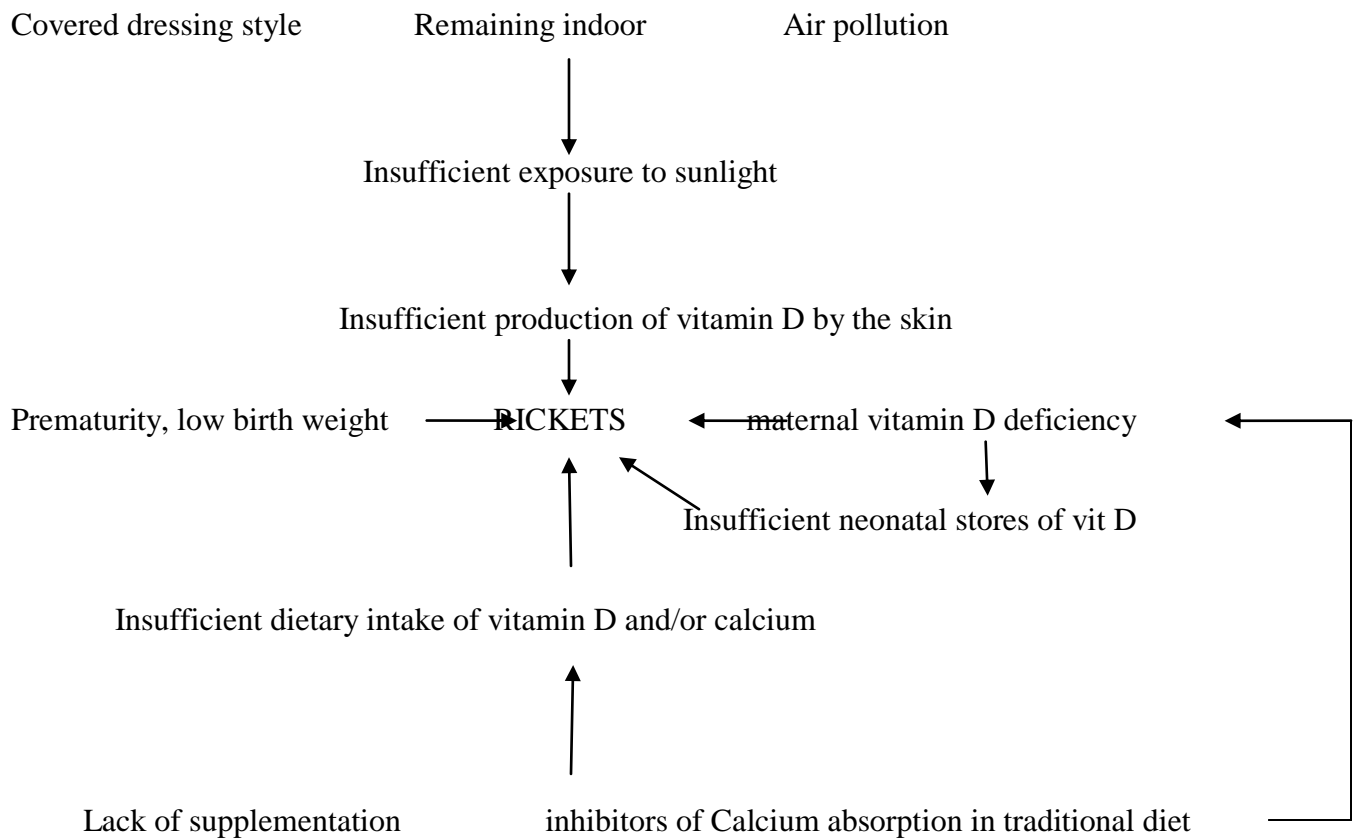 Covered dressing style Remaining indoor Air pollution
Insufficient exposure to sunlight
Insufficient production of vitamin D by the skin
Prematurity, low birth weight RICKETS maternal vitamin D deficiency
Insufficient neonatal stores of vit D
Insufficient dietary intake of vitamin D and/or calcium
Lack of supplementation inhibitors of Calcium absorption in traditional diet